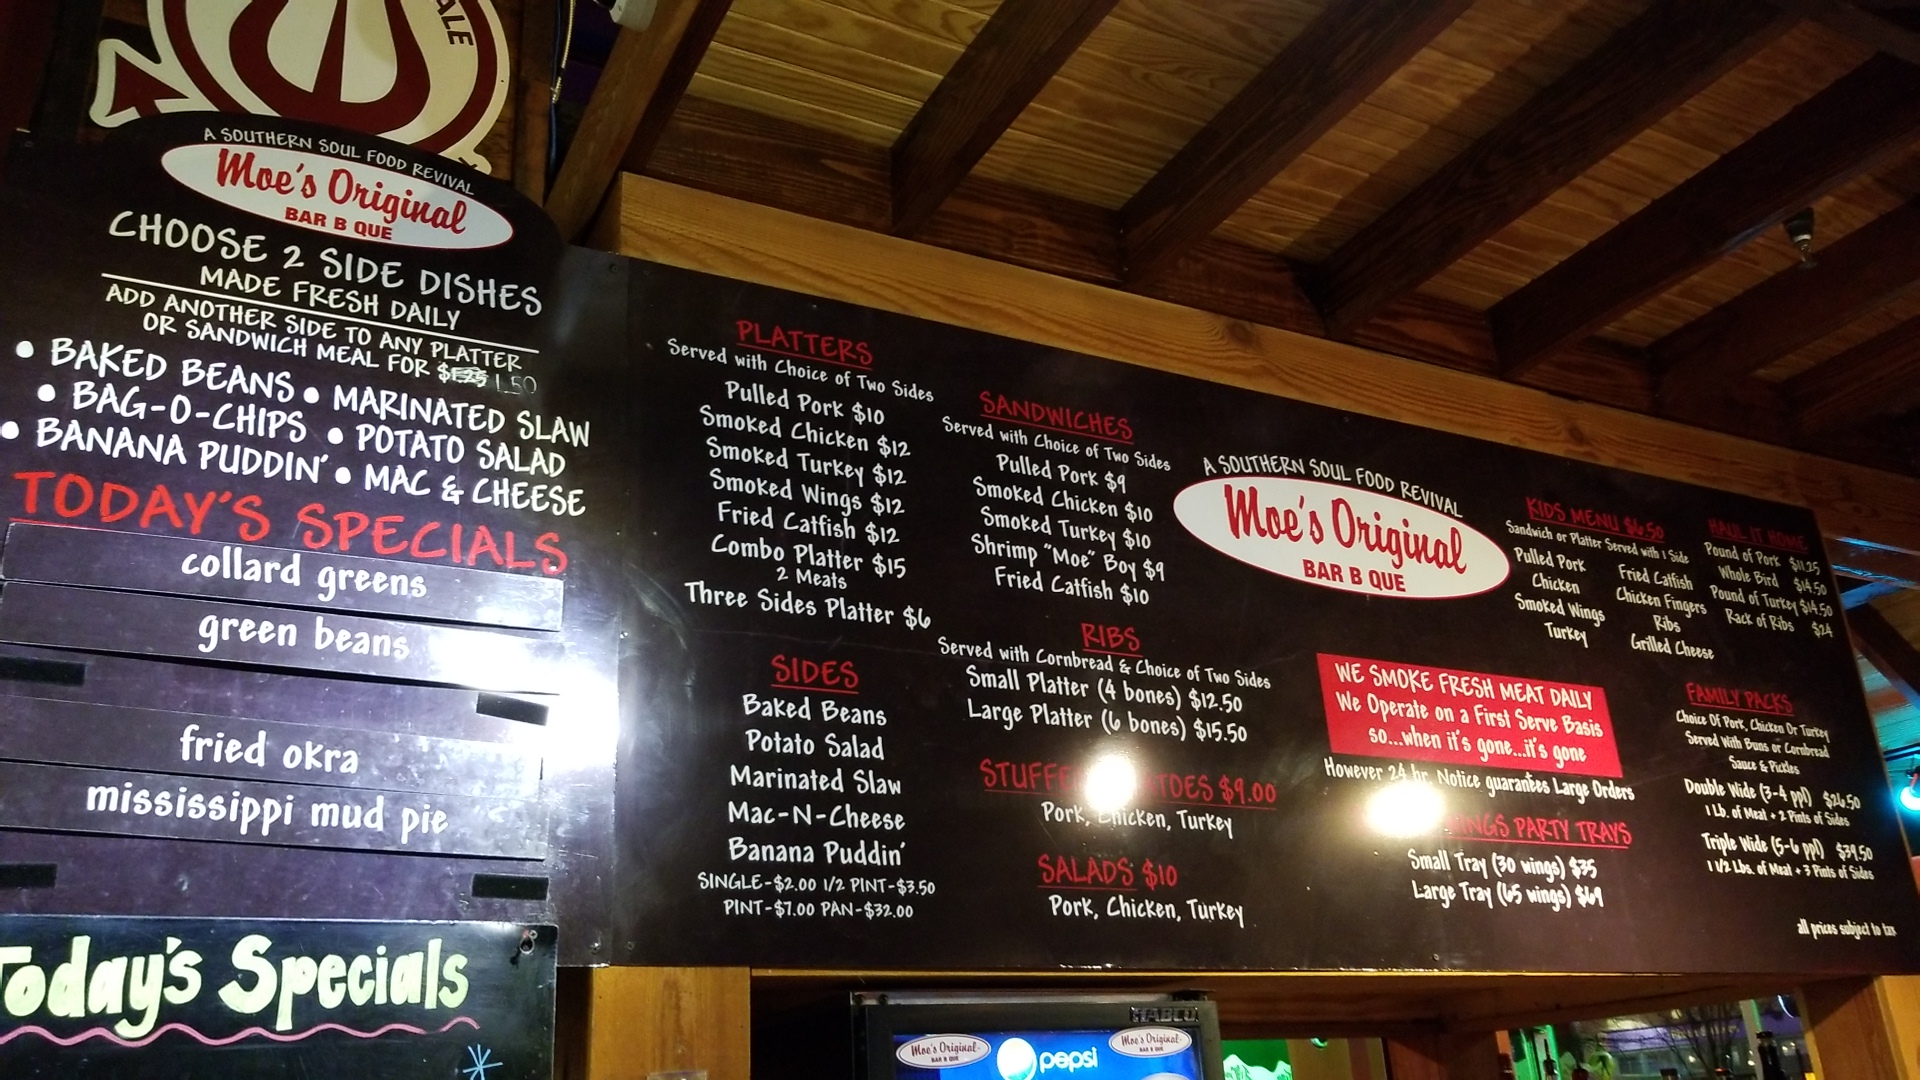 ALE
A SOUTHERN SOUL FOOD REVIVAL
Moe's Original
BAR B QUE
CHOOSE 2 SIDE DISHES
MADE FRESH DAILY
ADD ANOTHER SIDE TO ANY PLATTER
OR SANDWICH MEAL FOR $1.25 1.50
• BAKED BEANS • MARINATED SLAW
• BAG-O-CHIPS • POTATO SALAD
• BANANA PUDDIN' • MAC & CHEESE
TODAY'S SPECIALS
collard greens
green beans
fried okra
mississippi mud pie
Today's Specials
PLATTERS
Served with Choice of Two Sides
Pulled Pork $10
Smoked Chicken $12
Smoked Turkey $12
Smoked Wings $12
Fried Catfish $12
Combo Platter $15
2 Meats
Three Sides Platter $6
SIDES
Baked Beans
Potato Salad
Marinated Slaw
Mac-N-Cheese
Banana Puddin'
SINGLE-$2.00 1/2 PINT-$3.50
PINT-$7.00 PAN-$32.00
SANDWICHES
Served with Choice of Two Sides
Pulled Pork $9
Smoked Chicken $10
Smoked Turkey $10
Shrimp "Moe" Boy $9
Fried Catfish $10
RIBS
Served with Cornbread & Choice of Two Sides
Small Platter (4 bones) $12.50
Large Platter (6 bones) $15.50
$9.00
Pork, Chicken, Turkey
SALADS $10
Pork, Chicken, Turkey
A SOUTHERN SOUL FOOD REVIVAL
Moe's Original
BAR B QUE
WE SMOKE FRESH MEAT DAILY
We Operate on a First Serve Basis
so...when it's gone...it's gone
However 24 hr. Notice guarantes Large Orders
PARTY TRAYS
Small Tray (30 wings) $35
Large Tray (65 wings) $69
KIDS MENU $6.50
Sandwich or Platter Served with 1 Side
Pulled Pork
Chicken
Smoked Wings
Turkey
Fried Catfish
Chicken Fingers
Ribs
Grilled Cheese
HAUL IT HOME
Pound of Pork $11.25
Whole Bird $14.50
Pound of Turkey $14.50
Rack of Ribs $24
FAMILY PACKS
Choice Of Pork, Chicken Or Turkey
Served With Buns or Cornbread
Sauce & Pickles
Double Wide (3-4 ppl) $26.50
1 Lb. of Meat + 2 Pints of Sides
Triple Wide (5-6 ppl) $39.50
1 1/2 Lbs. of Meat + 3 Pints of Sides
all prices subject to tax
HABCO
Moe's Original
BAR B QUE
pepsi
Moe's Original
BAR B QUE